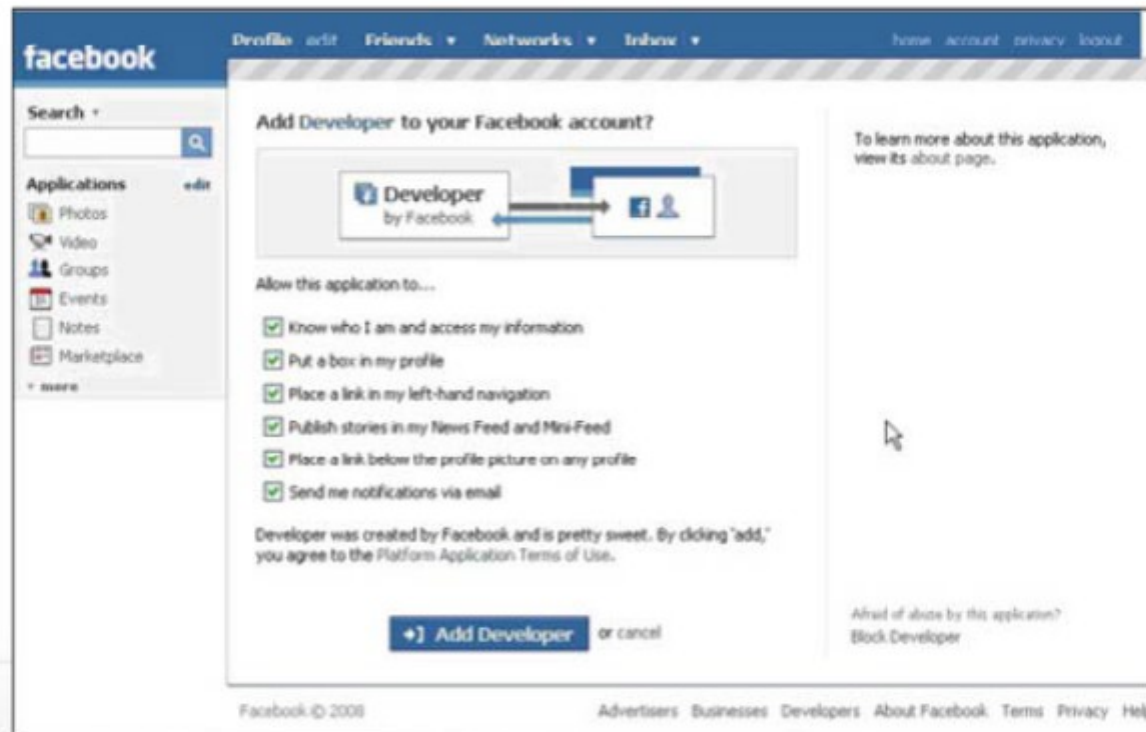 facebook
Profile edit Friends Networks Inbox
home account privacy logout
Search
Applications edit
Photos
Video
Groups
Events
Notes
Marketplace
more
Add Developer to your Facebook account?
Developer
by Facebook
Allow this application to...
Know who I am and access my information
Put a box in my profile
Place a link in my left-hand navigation
Publish stories in my News Feed and Mini-Feed
Place a link below the profile picture on any profile
Send me notifications via email
Developer was created by Facebook and is pretty sweet. By clicking "add,"
you agree to the Platform Application Terms of Use.
Add Developer or cancel
To learn more about this application,
view its about page.
Afraid of abuse by this application?
Block Developer
Facebook © 2008
Advertisers Businesses Developers About Facebook Terms Privacy Help